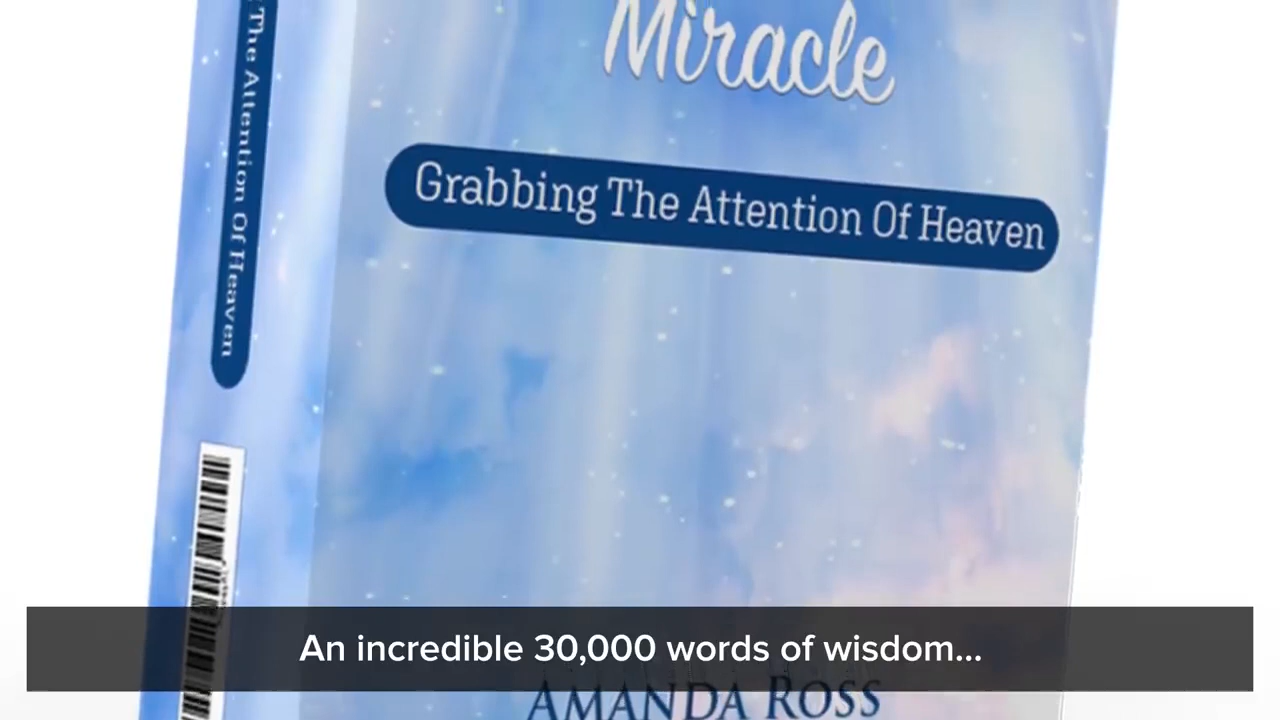 The Attention Of Heaven
Miracle
Grabbing The Attention Of Heaven
An incredible 30,000 words of wisdom...
AMANDA ROSS